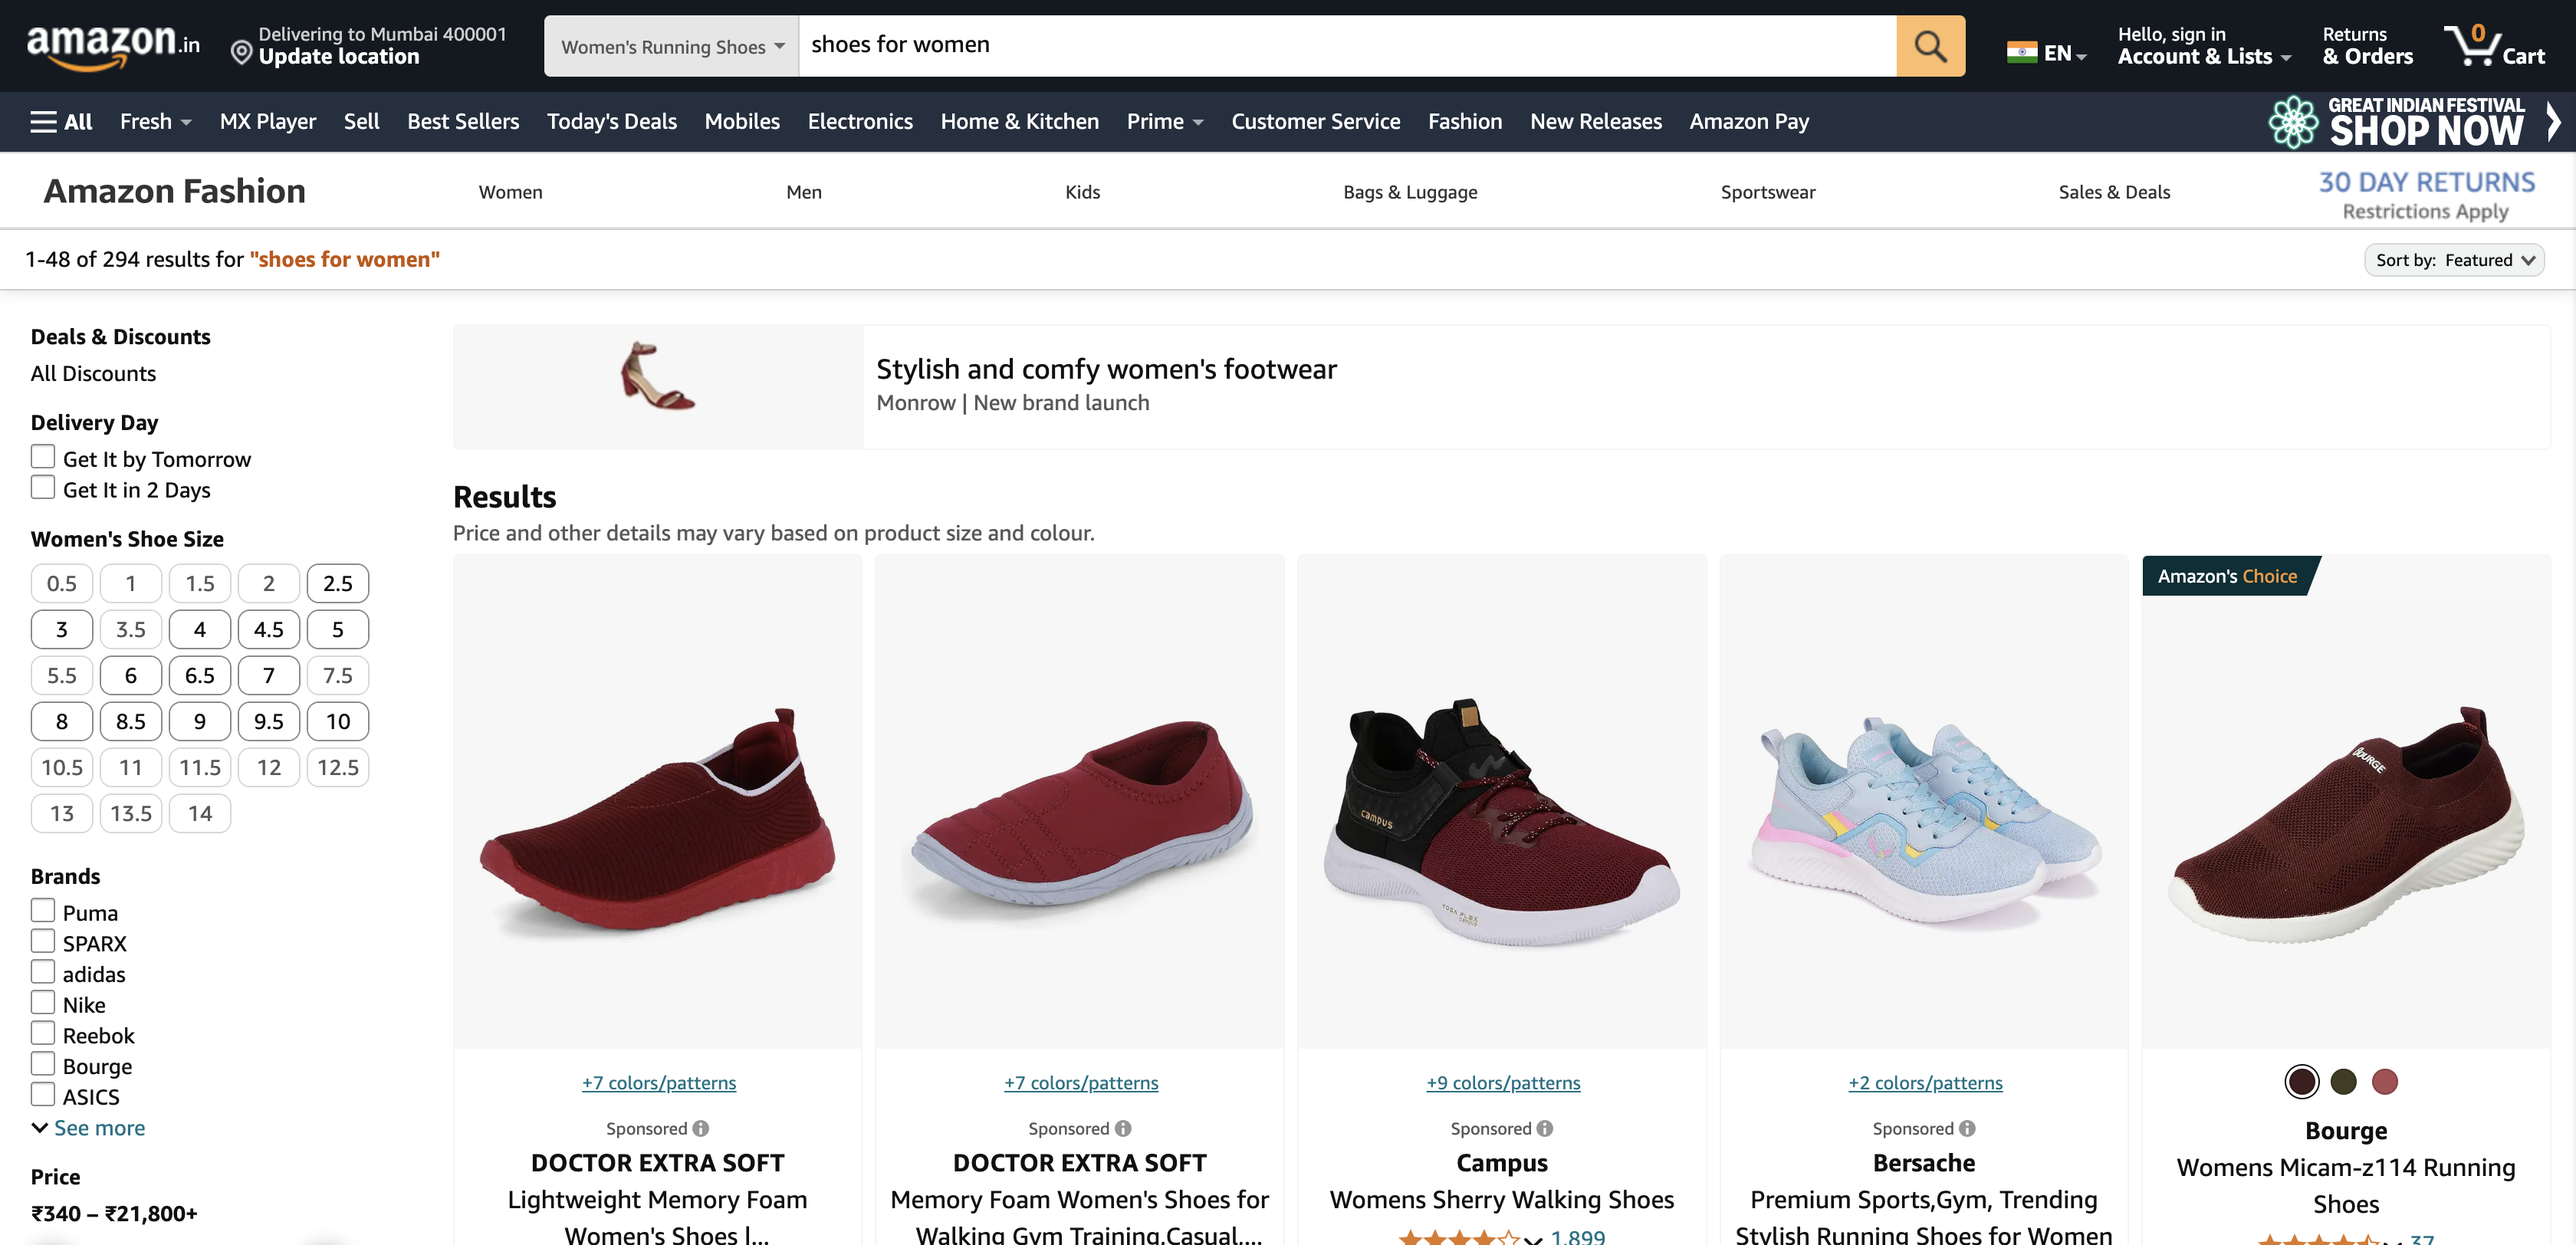 amazon.in
Delivering to Mumbai 400001
Update location
Women's Running Shoes
shoes for women
EN
Hello, sign in
Account & Lists
Returns
& Orders
0
Cart
All
Fresh
MX Player
Sell
Best Sellers
Today's Deals
Mobiles
Electronics
Home & Kitchen
Prime
Customer Service
Fashion
New Releases
Amazon Pay
GREAT INDIAN FESTIVAL
SHOP NOW
Amazon Fashion
Women
Men
Kids
Bags & Luggage
Sportswear
Sales & Deals
30 DAY RETURNS
Restrictions Apply
1-48 of 294 results for "shoes for women"
Sort by: Featured
Deals & Discounts
All Discounts
Delivery Day
Get It by Tomorrow
Get It in 2 Days
Women's Shoe Size
0.5 1 1.5 2 2.5
3 3.5 4 4.5 5
5.5 6 6.5 7 7.5
8 8.5 9 9.5 10
10.5 11 11.5 12 12.5
13 13.5 14
Brands
Puma
SPARX
adidas
Nike
Reebok
Bourge
ASICS
See more
Price
₹340 – ₹21,800+
Stylish and comfy women's footwear
Monrow | New brand launch
Results
Price and other details may vary based on product size and colour.
+7 colors/patterns
Sponsored
DOCTOR EXTRA SOFT
Lightweight Memory Foam
Women's Shoes |...
+7 colors/patterns
Sponsored
DOCTOR EXTRA SOFT
Memory Foam Women's Shoes for
Walking Gym Training,Casual,...
campus
YOGA FLEX
+9 colors/patterns
Sponsored
Campus
Womens Sherry Walking Shoes
1,899
+2 colors/patterns
Sponsored
Bersache
Premium Sports,Gym, Trending
Stylish Running Shoes for Women
Amazon's Choice
BOURGE
Bourge
Womens Micam-z114 Running
Shoes
37